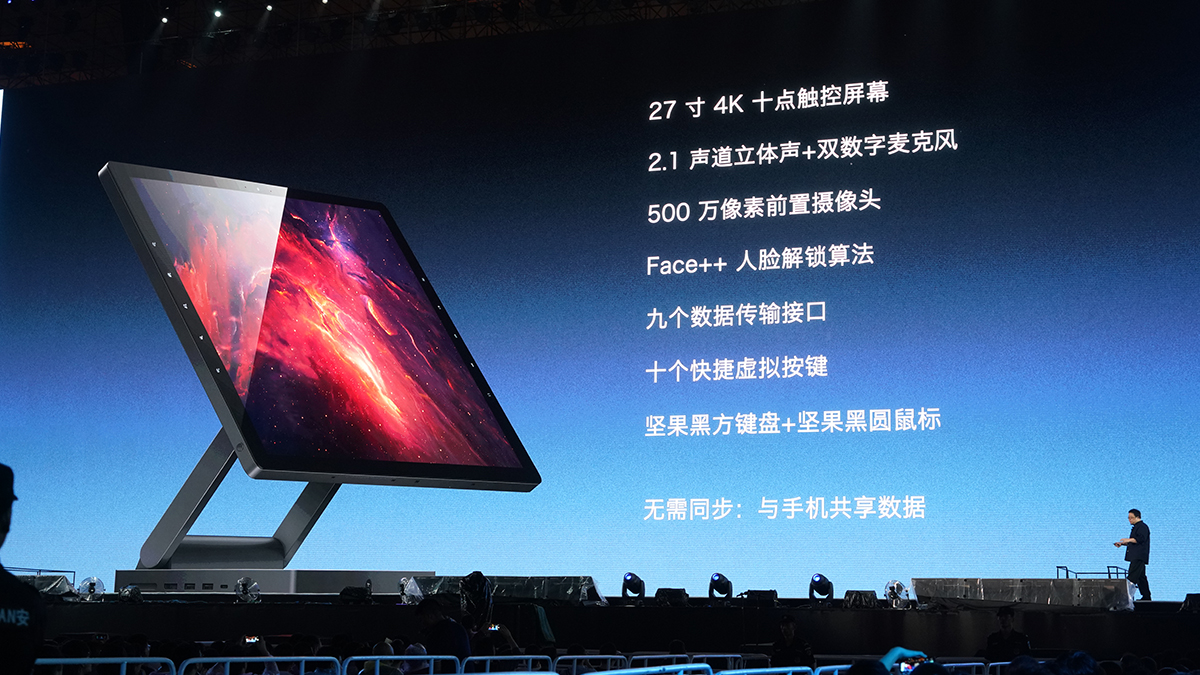 27 寸 4K 十点触控屏幕
2.1 声道立体声+双数字麦克风
500 万像素前置摄像头
Face++ 人脸解锁算法
九个数据传输接口
十个快捷虚拟按键
坚果黑方键盘+坚果黑圆鼠标
无需同步：与手机共享数据
AN安